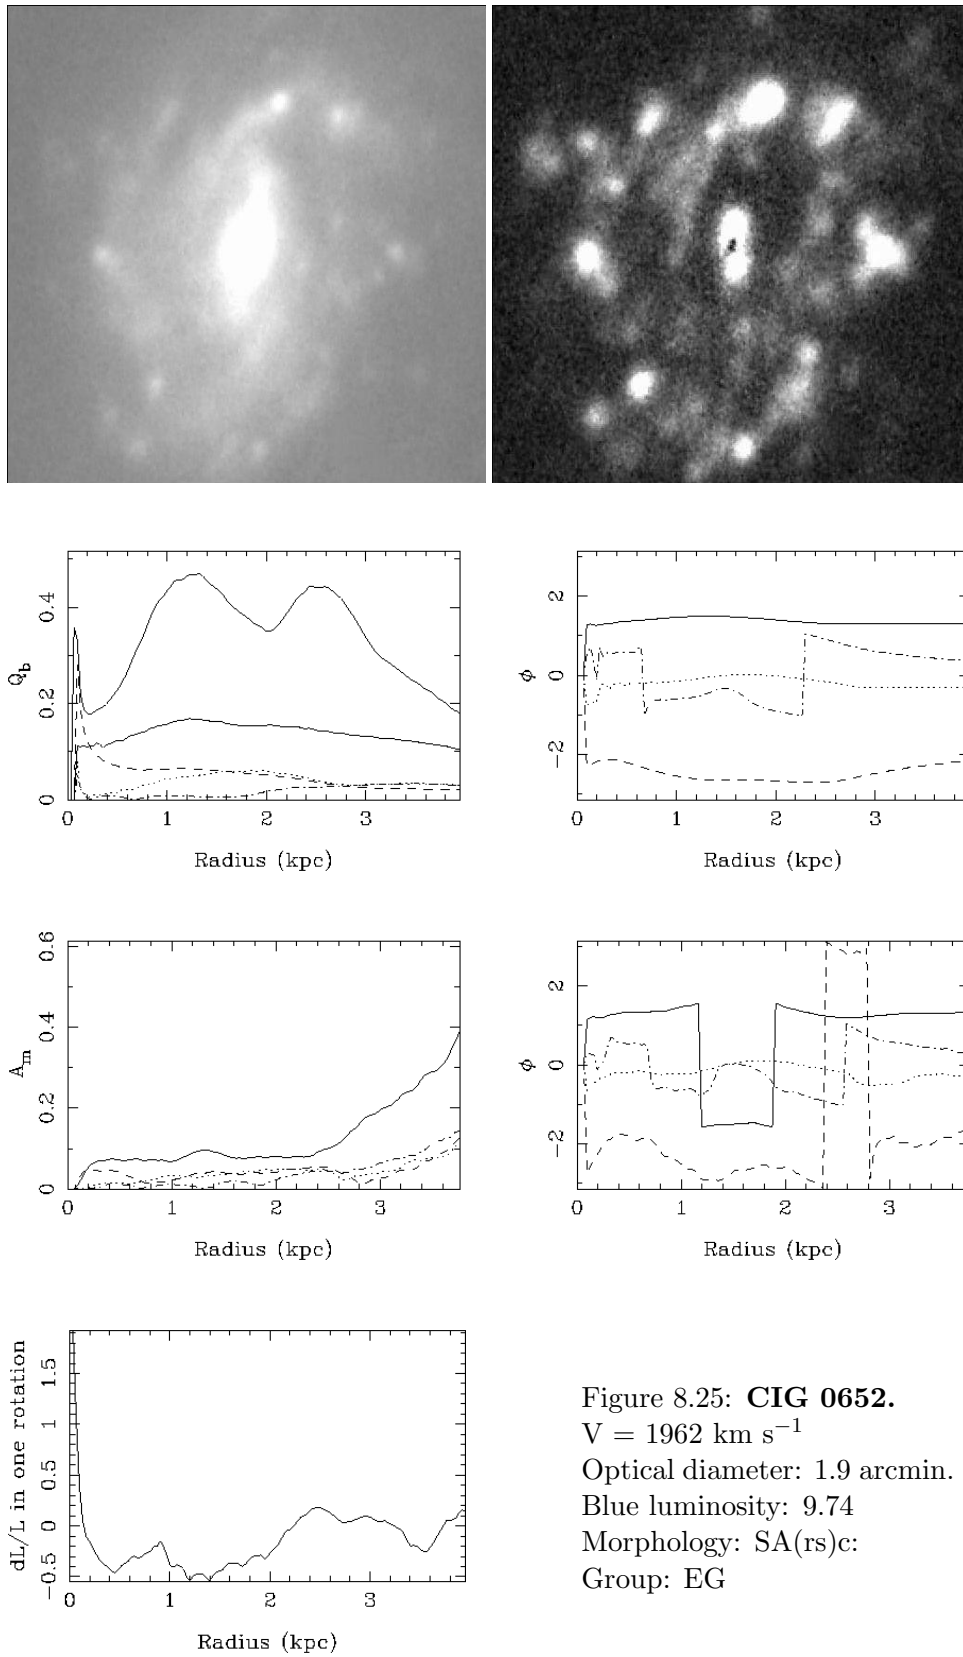 0.4
0.2
0
Q_b
0 1 2 3
Radius (kpc)
2
0
−2
ϕ
0 1 2 3
Radius (kpc)
0.6
0.4
0.2
0
A_m
0 1 2 3
Radius (kpc)
2
0
−2
ϕ
0 1 2 3
Radius (kpc)
1.5
1
0.5
0
−0.5
dL/L in one rotation
0 1 2 3
Radius (kpc)
Figure 8.25: CIG 0652.
V = 1962 km s⁻¹
Optical diameter: 1.9 arcmin.
Blue luminosity: 9.74
Morphology: SA(rs)c:
Group: EG